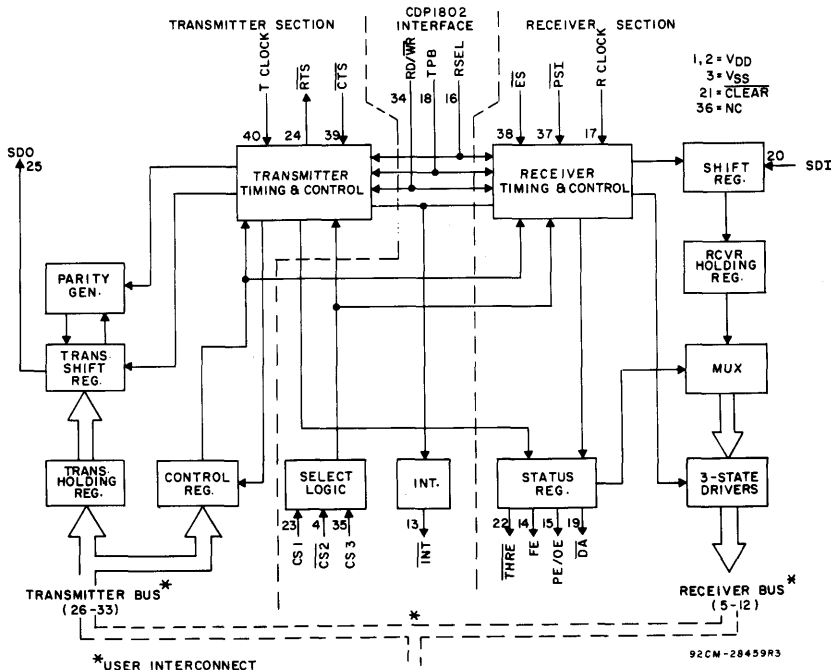 TRANSMITTER SECTION
CDP1802
INTERFACE
RECEIVER SECTION
T CLOCK
RTS
CTS
RD/WR
TPB
RSEL
ES
PSI
R CLOCK
1, 2 = VDD
3 = VSS
21 = CLEAR
36 = NC
40
24
39
34
18
16
38
37
17
SDO
25
TRANSMITTER
TIMING & CONTROL
RECEIVER
TIMING & CONTROL
SHIFT
REG.
20
SDI
PARITY
GEN.
RCVR
HOLDING
REG.
TRANS.
SHIFT
REG.
MUX
TRANS.
HOLDING
REG.
CONTROL
REG.
SELECT
LOGIC
INT.
STATUS
REG.
3-STATE
DRIVERS
23
4
35
13
22
14
15
19
CS1
CS2
CS3
INT
THRE
FE
PE/OE
DA
TRANSMITTER BUS*
(26-33)
RECEIVER BUS*
(5-12)
*
*USER INTERCONNECT
92CM-28459R3